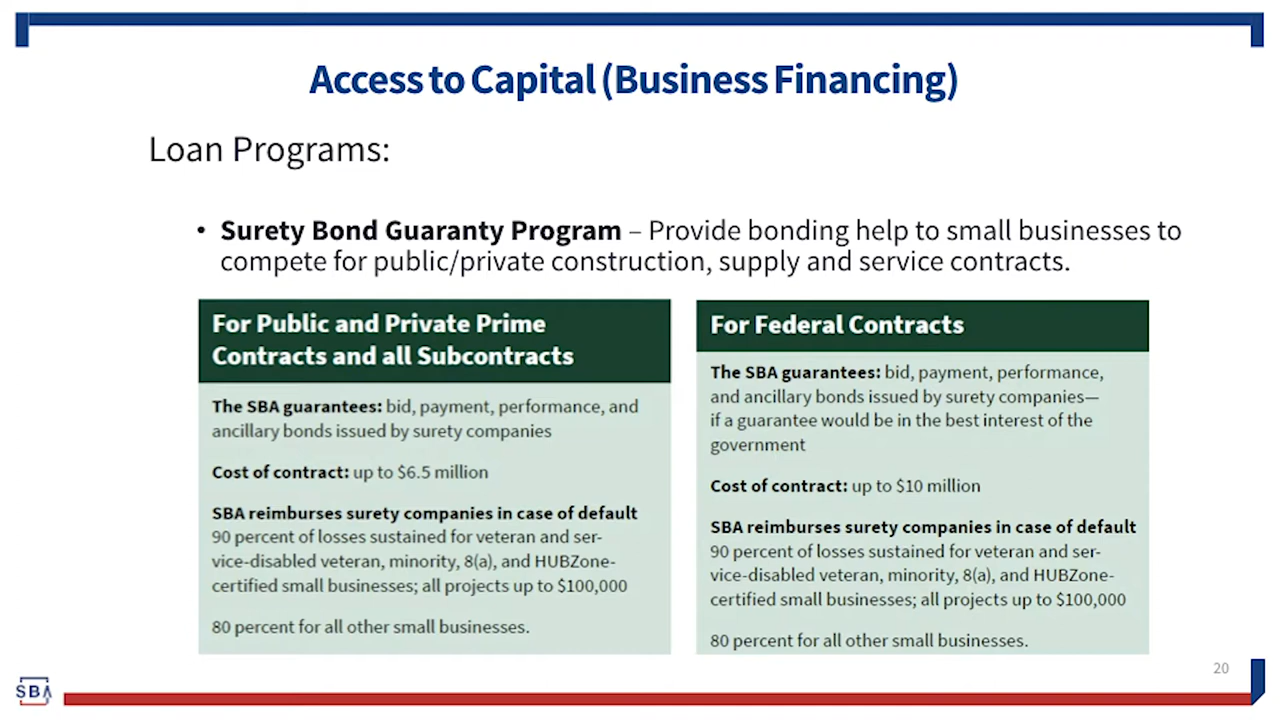 Access to Capital (Business Financing)
Loan Programs:
• Surety Bond Guaranty Program – Provide bonding help to small businesses to
compete for public/private construction, supply and service contracts.
For Public and Private Prime
Contracts and all Subcontracts
The SBA guarantees: bid, payment, performance, and
ancillary bonds issued by surety companies
Cost of contract: up to $6.5 million
SBA reimburses surety companies in case of default
90 percent of losses sustained for veteran and ser-
vice-disabled veteran, minority, 8(a), and HUBZone-
certified small businesses; all projects up to $100,000
80 percent for all other small businesses.
For Federal Contracts
The SBA guarantees: bid, payment, performance,
and ancillary bonds issued by surety companies—
if a guarantee would be in the best interest of the
government
Cost of contract: up to $10 million
SBA reimburses surety companies in case of default
90 percent of losses sustained for veteran and ser-
vice-disabled veteran, minority, 8(a), and HUBZone-
certified small businesses; all projects up to $100,000
80 percent for all other small businesses.
20
SBA